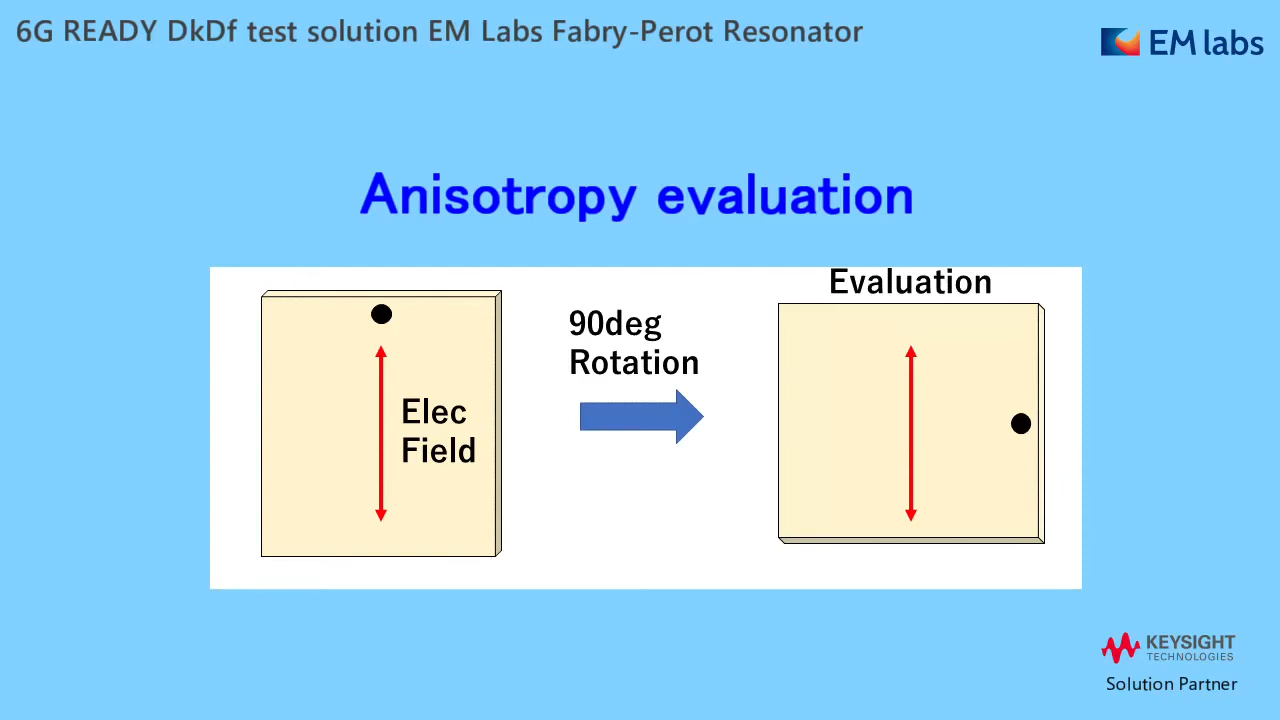 6G READY DkDf test solution EM Labs Fabry-Perot Resonator
EM labs
Anisotropy evaluation
Evaluation
90deg
Rotation
Elec
Field
KEYSIGHT
TECHNOLOGIES
Solution Partner